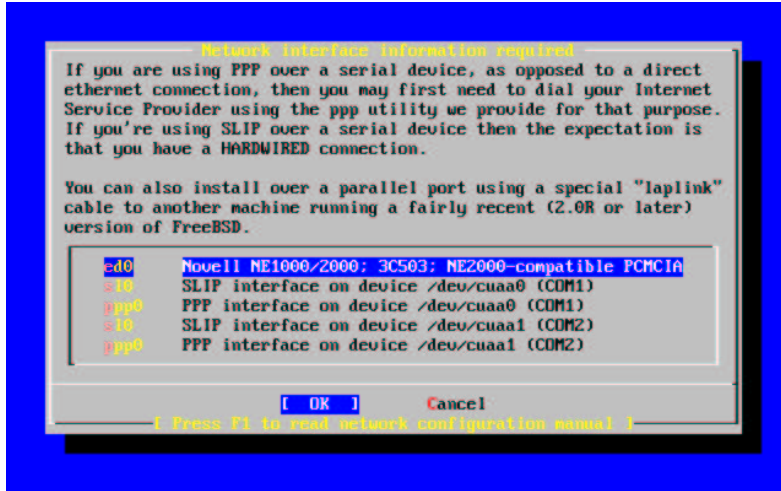 Network interface information required
If you are using PPP over a serial device, as opposed to a direct
ethernet connection, then you may first need to dial your Internet
Service Provider using the ppp utility we provide for that purpose.
If you're using SLIP over a serial device then the expectation is
that you have a HARDWIRED connection.
You can also install over a parallel port using a special "laplink"
cable to another machine running a fairly recent (2.0R or later)
version of FreeBSD.
ed0 Novell NE1000/2000; 3C503; NE2000-compatible PCMCIA
sl0 SLIP interface on device /dev/cuaa0 (COM1)
ppp0 PPP interface on device /dev/cuaa0 (COM1)
sl0 SLIP interface on device /dev/cuaa1 (COM2)
ppp0 PPP interface on device /dev/cuaa1 (COM2)
[ OK ] Cancel
[ Press F1 to read network configuration manual ]